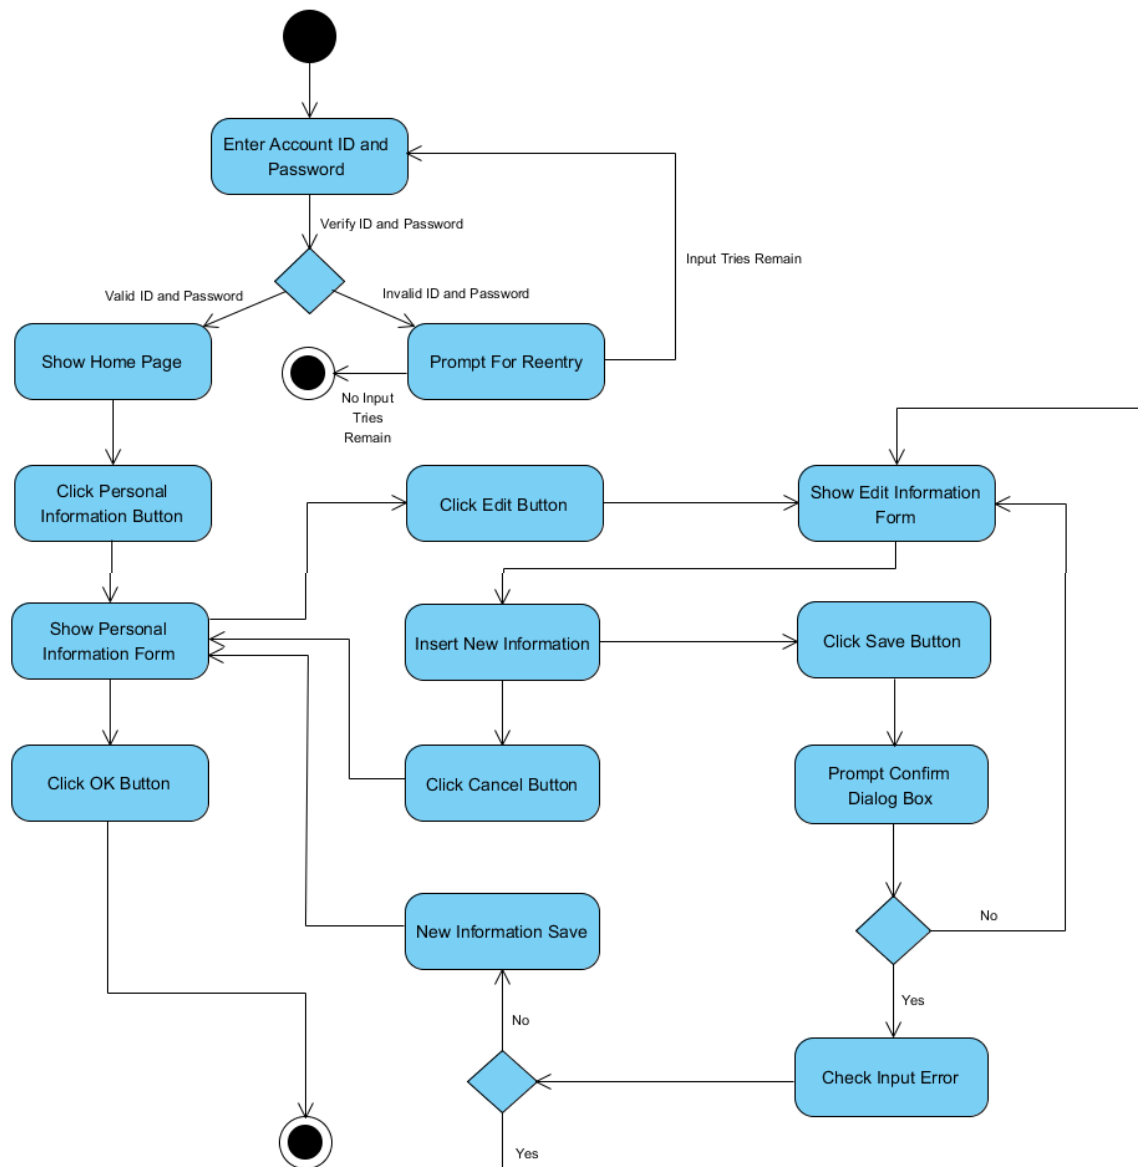 Enter Account ID and
Password
Verify ID and Password
Input Tries Remain
Valid ID and Password
Invalid ID and Password
Show Home Page
Prompt For Reentry
No Input
Tries
Remain
Click Personal
Information Button
Click Edit Button
Show Edit Information
Form
Show Personal
Information Form
Insert New Information
Click Save Button
Click OK Button
Click Cancel Button
Prompt Confirm
Dialog Box
New Information Save
No
Yes
No
Check Input Error
Yes